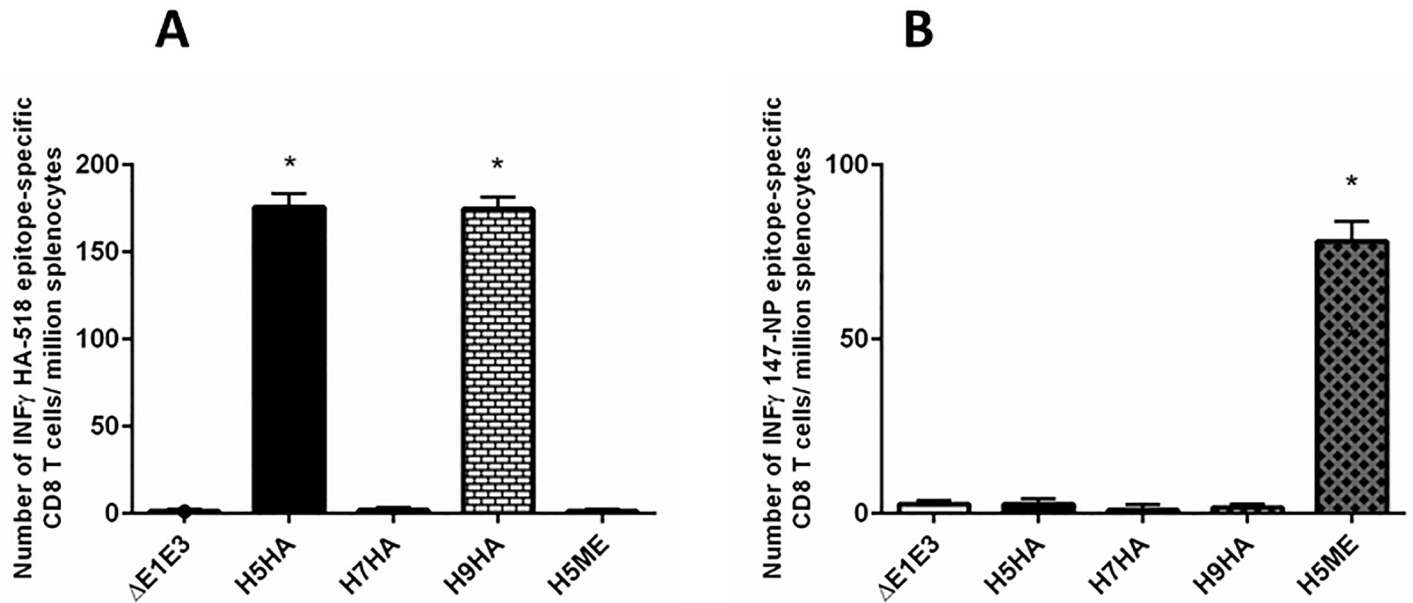 A
Number of INFγ HA-518 epitope-specific
CD8 T cells/ million splenocytes
200
150
100
50
0
*
*
ΔE1E3
H5HA
H7HA
H9HA
H5ME
B
Number of INFγ 147-NP epitope-specific
CD8 T cells/ million splenocytes
100
50
0
*
ΔE1E3
H5HA
H7HA
H9HA
H5ME